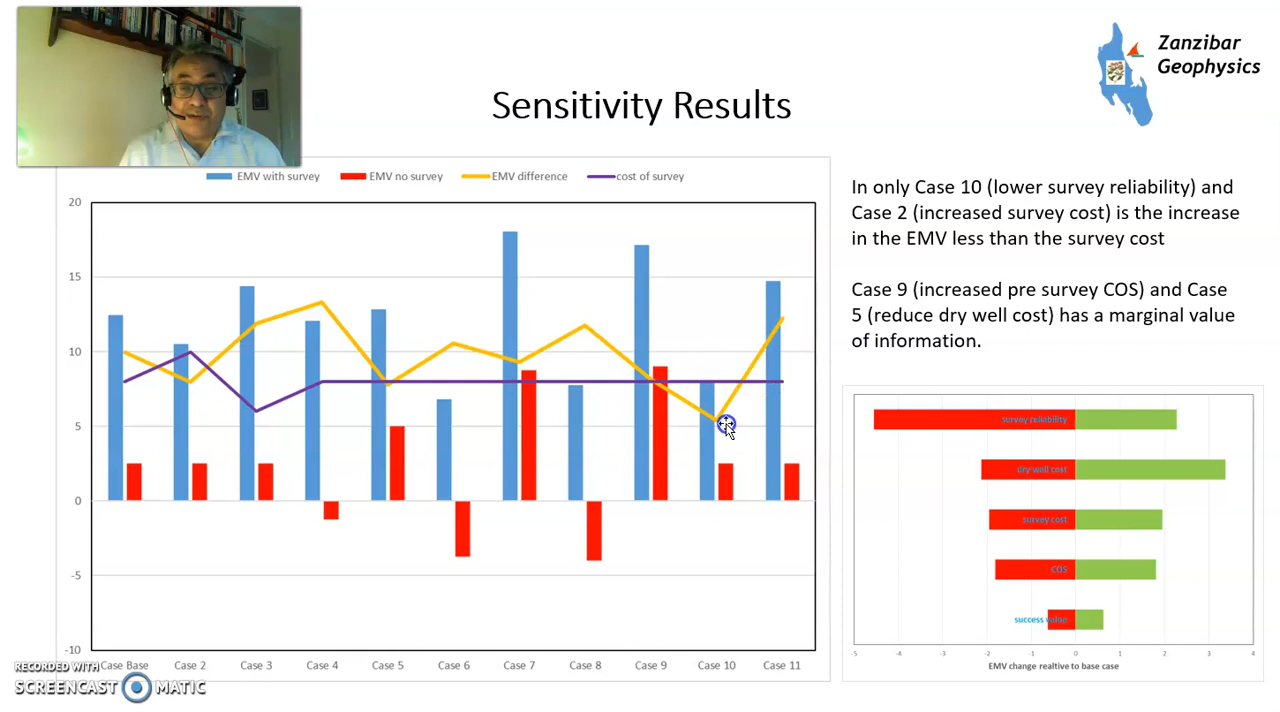 Zanzibar
Geophysics
Sensitivity Results
EMV with survey EMV no survey EMV difference cost of survey
20
15
10
5
0
-5
-10
Case Base Case 2 Case 3 Case 4 Case 5 Case 6 Case 7 Case 8 Case 9 Case 10 Case 11
In only Case 10 (lower survey reliability) and
Case 2 (increased survey cost) is the increase
in the EMV less than the survey cost
Case 9 (increased pre survey COS) and Case
5 (reduce dry well cost) has a marginal value
of information.
survey reliability
dry well cost
survey cost
COS
success value
-5 -4 -3 -2 -1 0 1 2 3 4
EMV change realtive to base case
RECORDED WITH
SCREENCAST MATIC